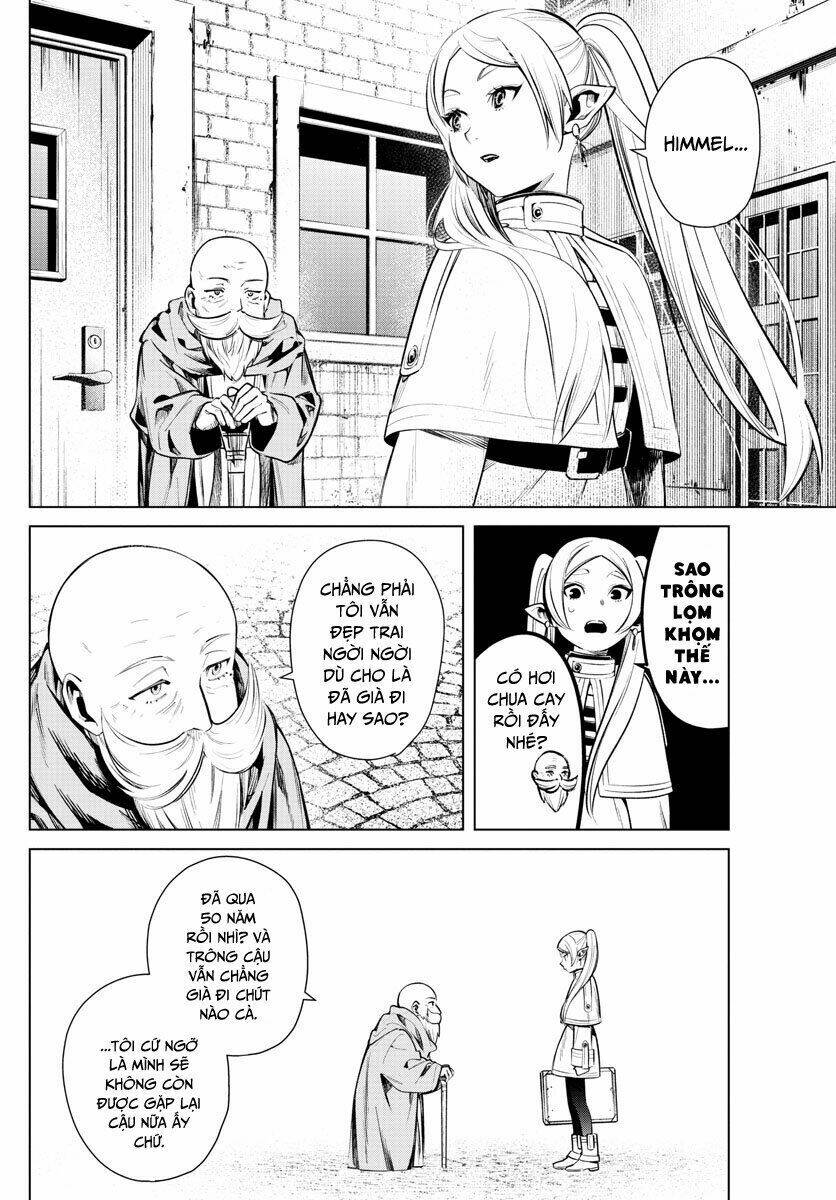 HIMMEL...
SAO
TRÔNG
LỌM
KHỌM
THẾ
NÀY...
CÓ HƠI
CHUA CAY
RỒI ĐẤY
NHÉ?
CHẲNG PHẢI
TÔI VẪN
ĐẸP TRAI
NGỜI NGỜI
DÙ CHO LÀ
ĐÃ GIÀ ĐI
HAY SAO?
ĐÃ QUA
50 NĂM
RỒI NHỈ? VÀ
TRÔNG CẬU
VẪN CHẲNG
GIÀ ĐI CHÚT
NÀO CẢ.
...TÔI CỨ NGỠ
LÀ MÌNH SẼ
KHÔNG CÒN
ĐƯỢC GẶP LẠI
CẬU NỮA ẤY
CHỨ.